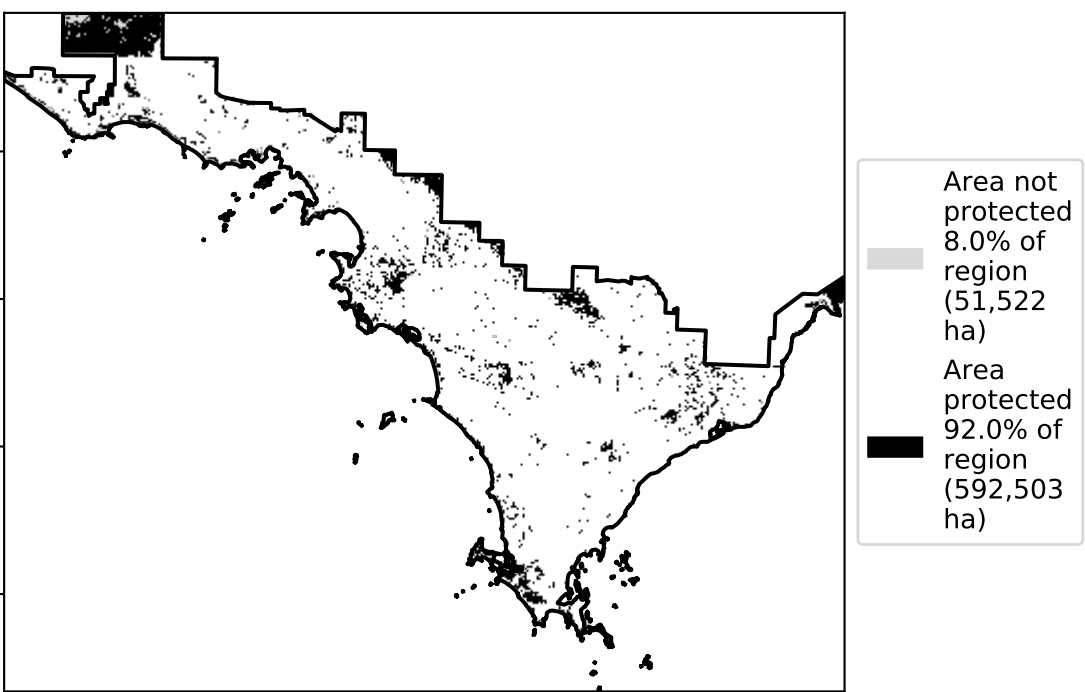 Area not
protected
8.0% of
region
(51,522
ha)
Area
protected
92.0% of
region
(592,503
ha)